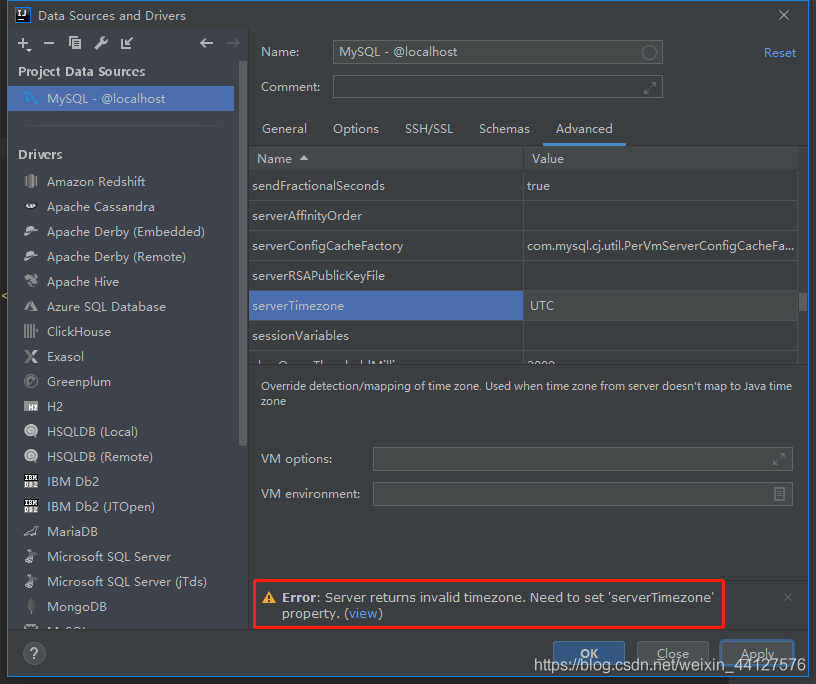 Data Sources and Drivers
Project Data Sources
MySQL - @localhost
Drivers
Amazon Redshift
Apache Cassandra
Apache Derby (Embedded)
Apache Derby (Remote)
Apache Hive
Azure SQL Database
ClickHouse
Exasol
Greenplum
H2
HSQLDB (Local)
HSQLDB (Remote)
IBM Db2
IBM Db2 (JTOpen)
MariaDB
Microsoft SQL Server
Microsoft SQL Server (jTds)
MongoDB
Name: MySQL - @localhost
Reset
Comment:
General Options SSH/SSL Schemas Advanced
Name Value
sendFractionalSeconds true
serverAffinityOrder
serverConfigCacheFactory com.mysql.cj.util.PerVmServerConfigCacheFa...
serverRSAPublicKeyFile
serverTimezone UTC
sessionVariables
Override detection/mapping of time zone. Used when time zone from server doesn't map to Java time
zone
VM options:
VM environment:
Error: Server returns invalid timezone. Need to set 'serverTimezone'
property. (view)
? OK Close Apply
https://blog.csdn.net/weixin_44127576